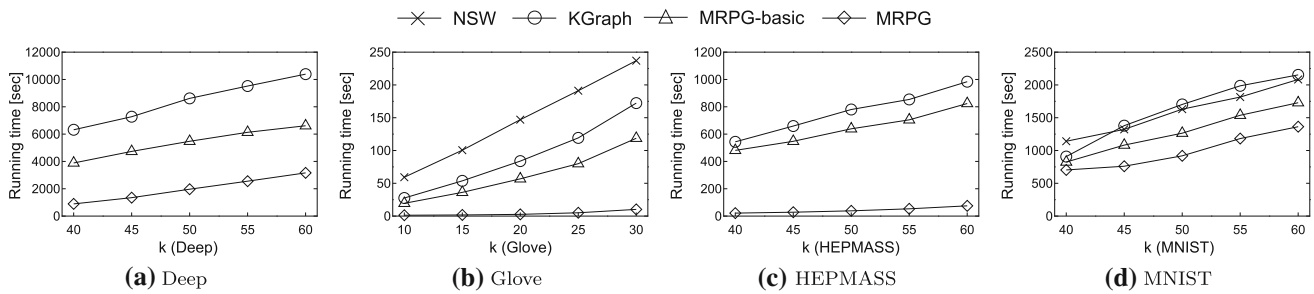 NSW KGraph MRPG-basic MRPG
Running time [sec]
12000
10000
8000
6000
4000
2000
0
40 45 50 55 60
k (Deep)
(a) Deep
Running time [sec]
250
200
150
100
50
0
10 15 20 25 30
k (Glove)
(b) Glove
Running time [sec]
1200
1000
800
600
400
200
0
40 45 50 55 60
k (HEPMASS)
(c) HEPMASS
Running time [sec]
2500
2000
1500
1000
500
0
40 45 50 55 60
k (MNIST)
(d) MNIST